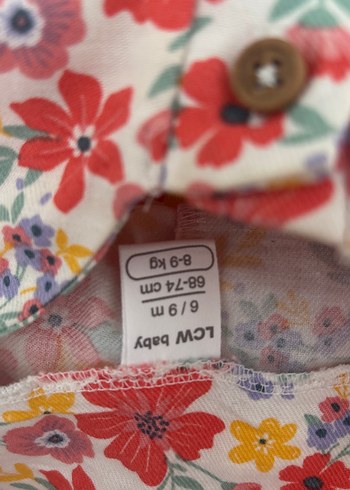 LCW baby
6 / 9 m
68-74 cm
8-9 kg